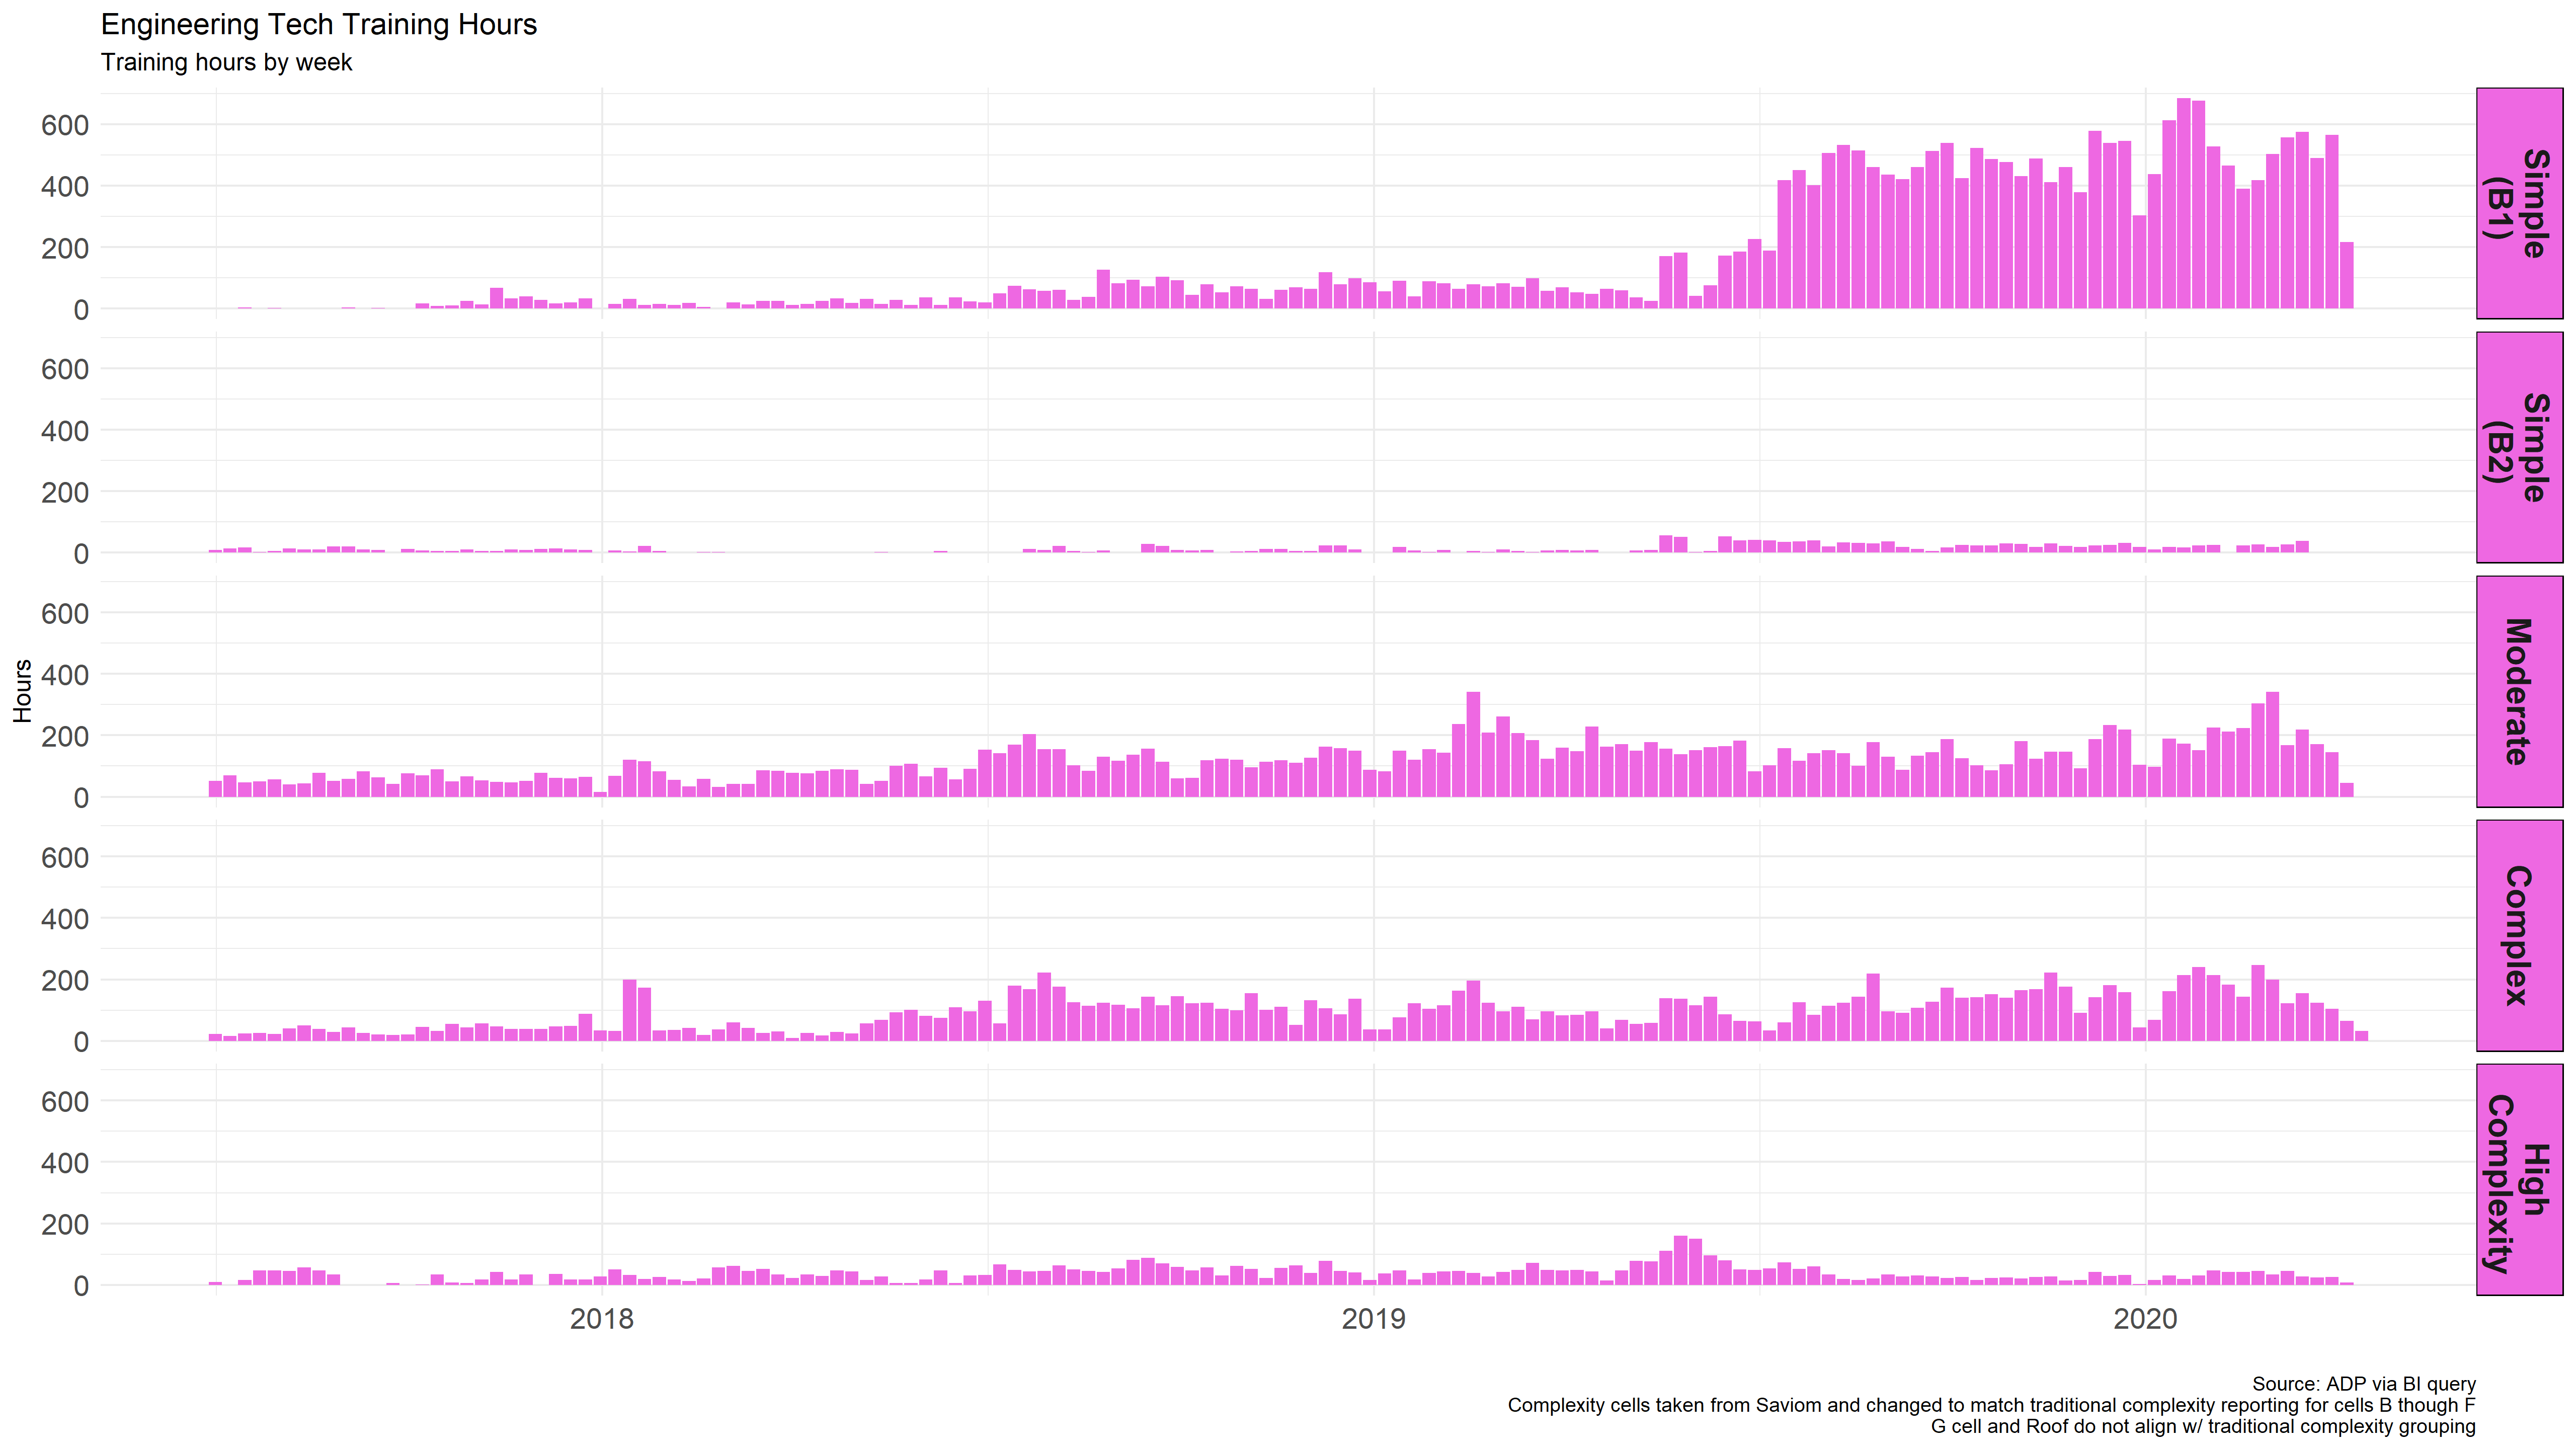 Engineering Tech Training Hours
Training hours by week
Hours
600
400
200
0
Simple
(B1)
600
400
200
0
Simple
(B2)
600
400
200
0
Moderate
600
400
200
0
Complex
600
400
200
0
High
Complexity
2018
2019
2020
Source: ADP via BI query
Complexity cells taken from Saviom and changed to match traditional complexity reporting for cells B though F
G cell and Roof do not align w/ traditional complexity grouping